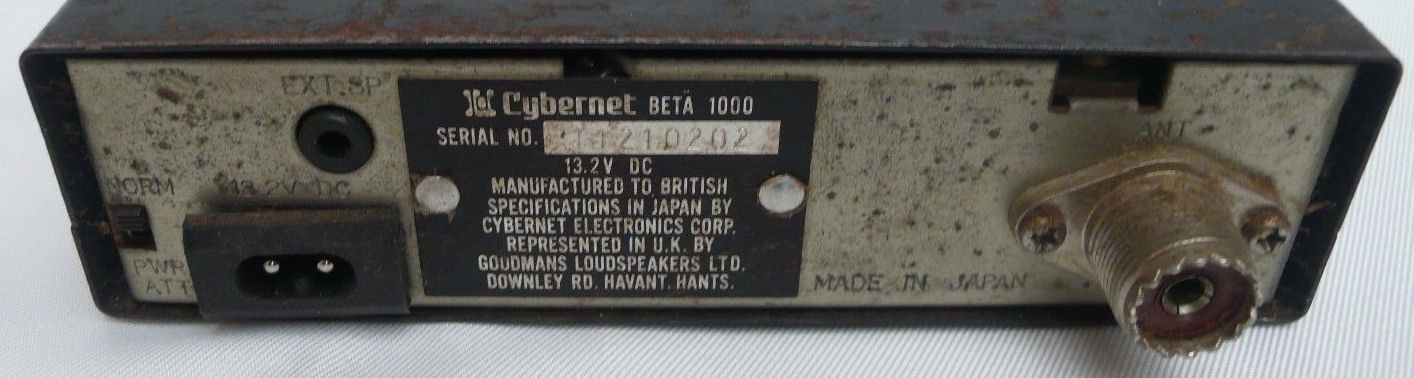 EXT. SP
NORM
13.2V DC
PWR
ATT
Cybernet BETA 1000
SERIAL NO. 11210202
13.2V DC
MANUFACTURED TO BRITISH
SPECIFICATIONS IN JAPAN BY
CYBERNET ELECTRONICS CORP.
REPRESENTED IN U.K. BY
GOODMANS LOUDSPEAKERS LTD.
DOWNLEY RD. HAVANT. HANTS.
ANT
MADE IN JAPAN